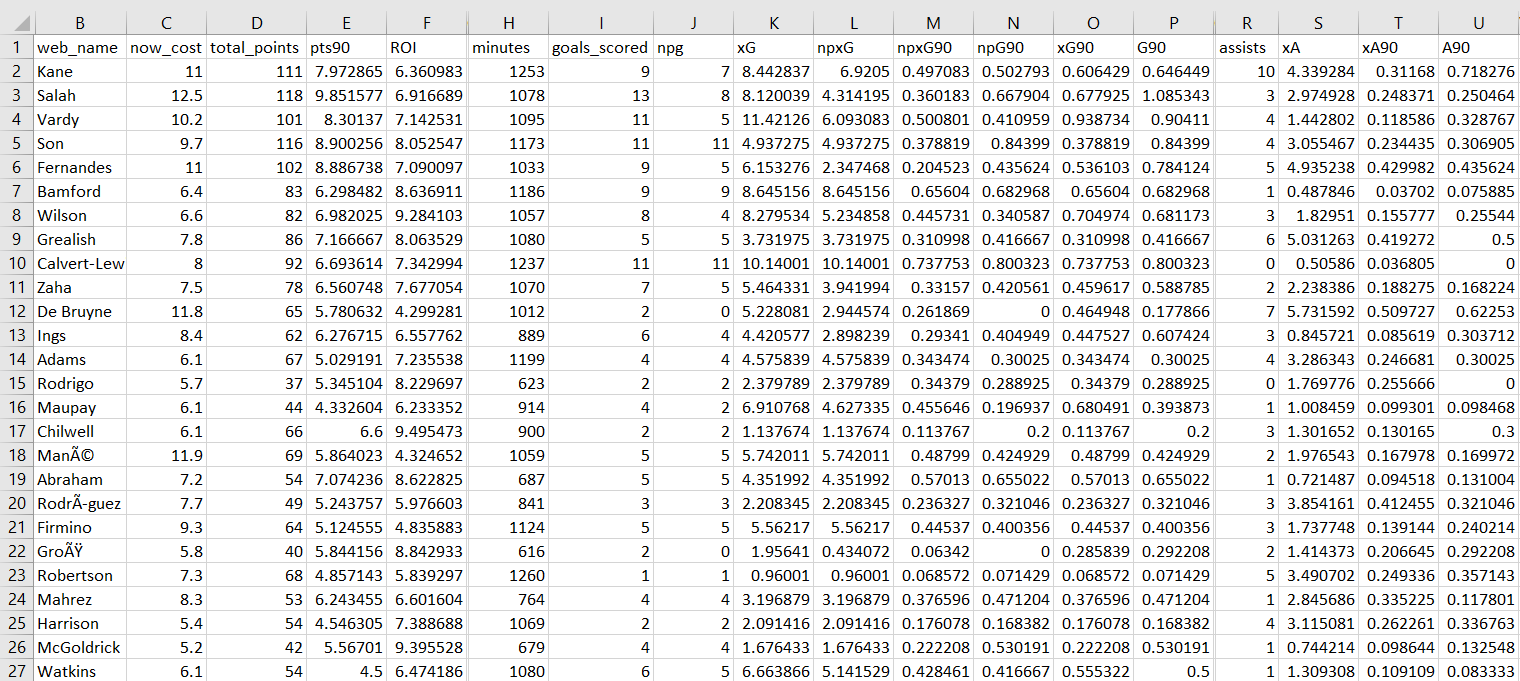 B C D E F H I J K L M N O P R S T U
1 web_name now_cost total_points pts90 ROI minutes goals_scored npg xG npxG npxG90 npG90 xG90 G90 assists xA xA90 A90
2 Kane 11 111 7.972865 6.360983 1253 9 7 8.442837 6.9205 0.497083 0.502793 0.606429 0.646449 10 4.339284 0.31168 0.718276
3 Salah 12.5 118 9.851577 6.916689 1078 13 8 8.120039 4.314195 0.360183 0.667904 0.677925 1.085343 3 2.974928 0.248371 0.250464
4 Vardy 10.2 101 8.30137 7.142531 1095 11 5 11.42126 6.093083 0.500801 0.410959 0.938734 0.90411 4 1.442802 0.118586 0.328767
5 Son 9.7 116 8.900256 8.052547 1173 11 11 4.937275 4.937275 0.378819 0.84399 0.378819 0.84399 4 3.055467 0.234435 0.306905
6 Fernandes 11 102 8.886738 7.090097 1033 9 5 6.153276 2.347468 0.204523 0.435624 0.536103 0.784124 5 4.935238 0.429982 0.435624
7 Bamford 6.4 83 6.298482 8.636911 1186 9 9 8.645156 8.645156 0.65604 0.682968 0.65604 0.682968 1 0.487846 0.03702 0.075885
8 Wilson 6.6 82 6.982025 9.284103 1057 8 4 8.279534 5.234858 0.445731 0.340587 0.704974 0.681173 3 1.82951 0.155777 0.25544
9 Grealish 7.8 86 7.166667 8.063529 1080 5 5 3.731975 3.731975 0.310998 0.416667 0.310998 0.416667 6 5.031263 0.419272 0.5
10 Calvert-Lew 8 92 6.693614 7.342994 1237 11 11 10.14001 10.14001 0.737753 0.800323 0.737753 0.800323 0 0.50586 0.036805 0
11 Zaha 7.5 78 6.560748 7.677054 1070 7 5 5.464331 3.941994 0.33157 0.420561 0.459617 0.588785 2 2.238386 0.188275 0.168224
12 De Bruyne 11.8 65 5.780632 4.299281 1012 2 0 5.228081 2.944574 0.261869 0 0.464948 0.177866 7 5.731592 0.509727 0.62253
13 Ings 8.4 62 6.276715 6.557762 889 6 4 4.420577 2.898239 0.29341 0.404949 0.447527 0.607424 3 0.845721 0.085619 0.303712
14 Adams 6.1 67 5.029191 7.235538 1199 4 4 4.575839 4.575839 0.343474 0.30025 0.343474 0.30025 4 3.286343 0.246681 0.30025
15 Rodrigo 5.7 37 5.345104 8.229697 623 2 2 2.379789 2.379789 0.34379 0.288925 0.34379 0.288925 0 1.769776 0.255666 0
16 Maupay 6.1 44 4.332604 6.233352 914 4 2 6.910768 4.627335 0.455646 0.196937 0.680491 0.393873 1 1.008459 0.099301 0.098468
17 Chilwell 6.1 66 6.6 9.495473 900 2 2 1.137674 1.137674 0.113767 0.2 0.113767 0.2 3 1.301652 0.130165 0.3
18 ManÃ© 11.9 69 5.864023 4.324652 1059 5 5 5.742011 5.742011 0.48799 0.424929 0.48799 0.424929 2 1.976543 0.167978 0.169972
19 Abraham 7.2 54 7.074236 8.622825 687 5 5 4.351992 4.351992 0.57013 0.655022 0.57013 0.655022 1 0.721487 0.094518 0.131004
20 RodrÃ-guez 7.7 49 5.243757 5.976603 841 3 3 2.208345 2.208345 0.236327 0.321046 0.236327 0.321046 3 3.854161 0.412455 0.321046
21 Firmino 9.3 64 5.124555 4.835883 1124 5 5 5.56217 5.56217 0.44537 0.400356 0.44537 0.400356 3 1.737748 0.139144 0.240214
22 GroÃŸ 5.8 40 5.844156 8.842933 616 2 0 1.95641 0.434072 0.06342 0 0.285839 0.292208 2 1.414373 0.206645 0.292208
23 Robertson 7.3 68 4.857143 5.839297 1260 1 1 0.96001 0.96001 0.068572 0.071429 0.068572 0.071429 5 3.490702 0.249336 0.357143
24 Mahrez 8.3 53 6.243455 6.601604 764 4 4 3.196879 3.196879 0.376596 0.471204 0.376596 0.471204 1 2.845686 0.335225 0.117801
25 Harrison 5.4 54 4.546305 7.388688 1069 2 2 2.091416 2.091416 0.176078 0.168382 0.176078 0.168382 4 3.115081 0.262261 0.336763
26 McGoldrick 5.2 42 5.56701 9.395528 679 4 4 1.676433 1.676433 0.222208 0.530191 0.222208 0.530191 1 0.744214 0.098644 0.132548
27 Watkins 6.1 54 4.5 6.474186 1080 6 5 6.663866 5.141529 0.428461 0.416667 0.555322 0.5 1 1.309308 0.109109 0.083333